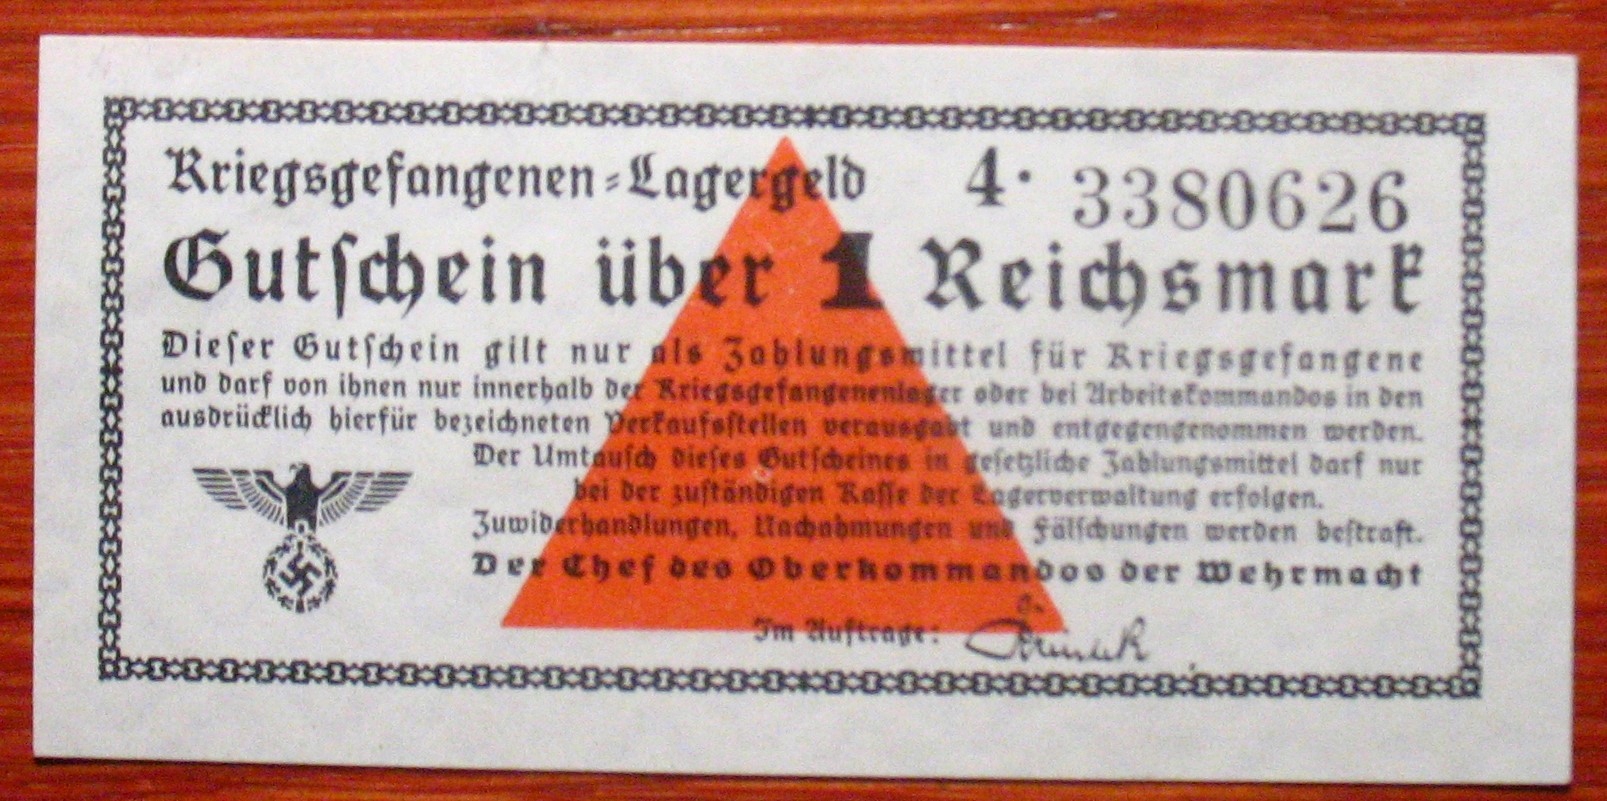 Kriegsgefangenen-Lagergeld 4· 3380626
Gutschein über 1 Reichsmark
Dieser Gutschein gilt nur als Zahlungsmittel für Kriegsgefangene
und darf von ihnen nur innerhalb der Kriegsgefangenenlager oder bei Arbeitskommandos in den
ausdrücklich hierfür bezeichneten Verkaufsstellen verausgabt und entgegengenommen werden.
Der Umtausch dieses Gutscheines in gesetzliche Zahlungsmittel darf nur
bei der zuständigen Kasse der Lagerverwaltung erfolgen.
Zuwiderhandlungen, Nachahmungen und Fälschungen werden bestraft.
Der Chef des Oberkommandos der Wehrmacht
Im Auftrage: